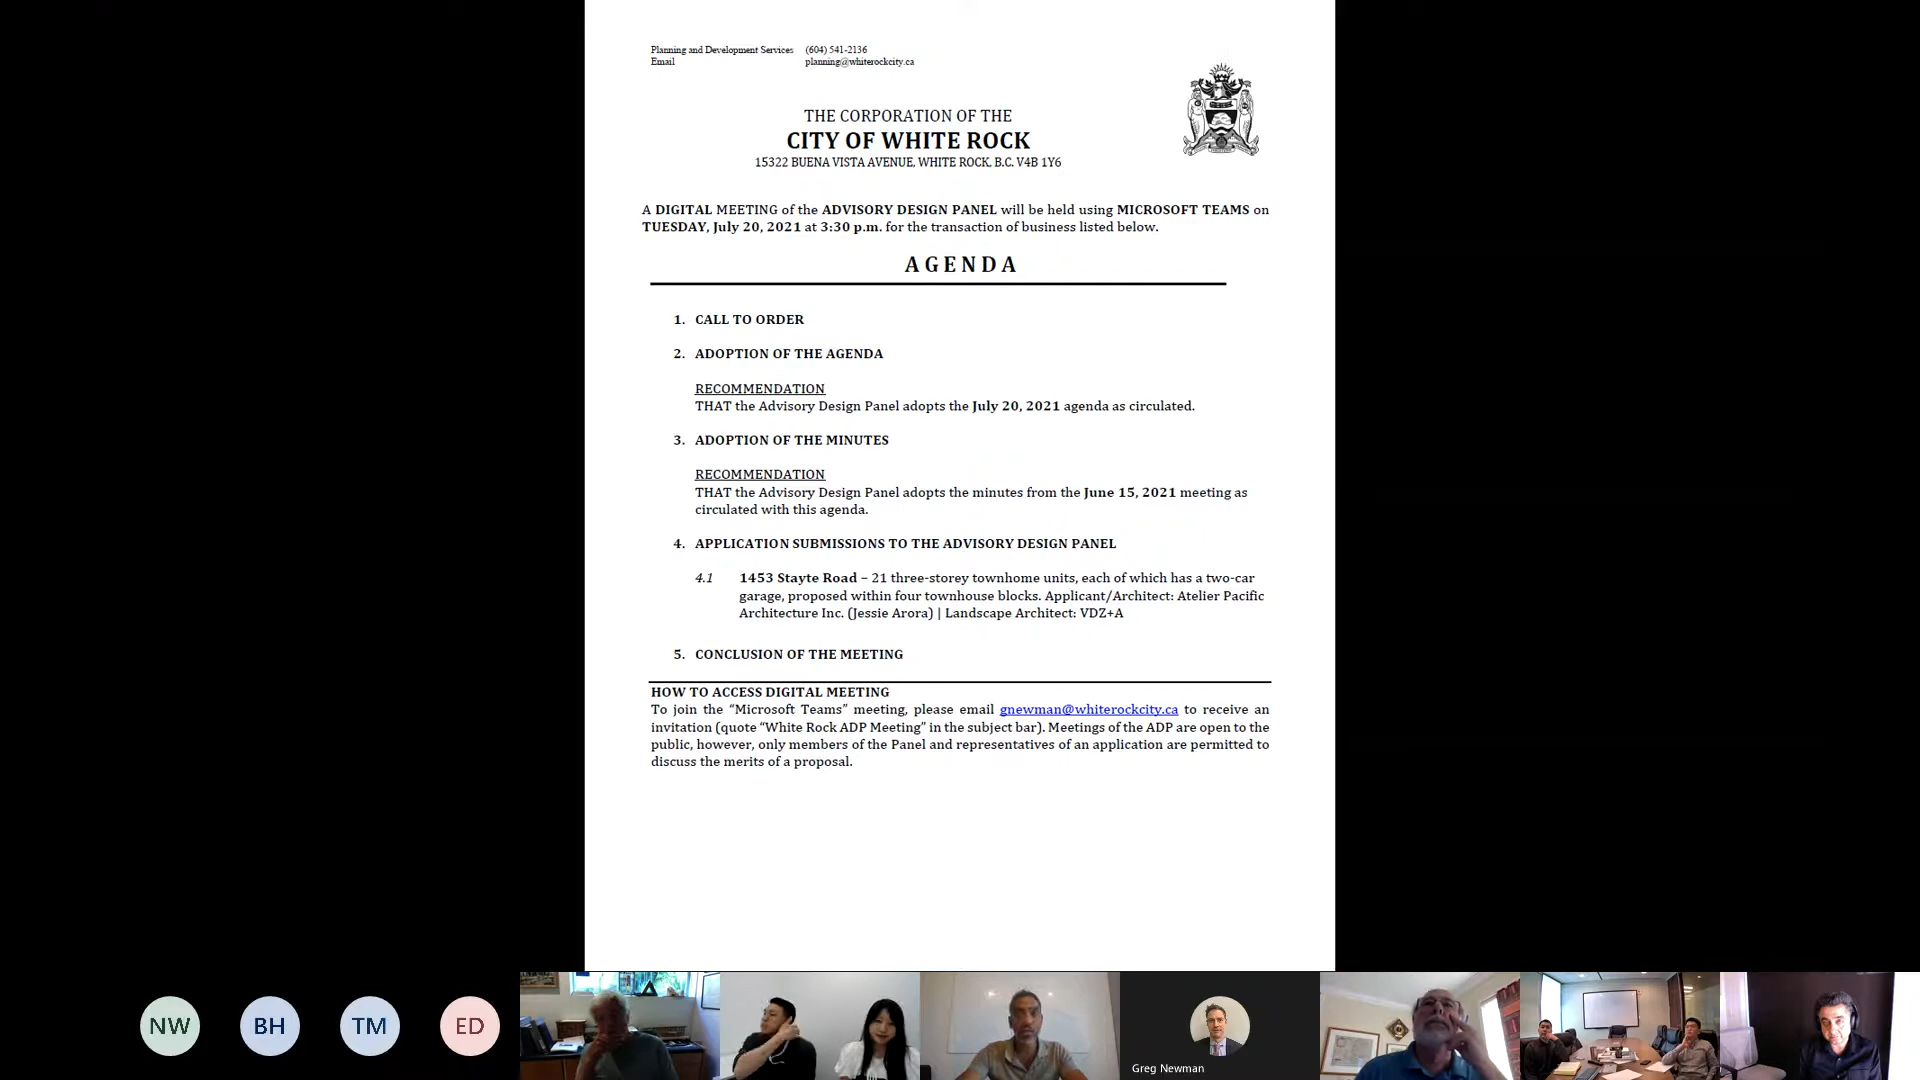 Planning and Development Services (604) 541-2136
Email planning@whiterockcity.ca
THE CORPORATION OF THE
CITY OF WHITE ROCK
15322 BUENA VISTA AVENUE, WHITE ROCK, B.C. V4B 1Y6
A DIGITAL MEETING of the ADVISORY DESIGN PANEL will be held using MICROSOFT TEAMS on
TUESDAY, July 20, 2021 at 3:30 p.m. for the transaction of business listed below.
AGENDA
1. CALL TO ORDER
2. ADOPTION OF THE AGENDA
RECOMMENDATION
THAT the Advisory Design Panel adopts the July 20, 2021 agenda as circulated.
3. ADOPTION OF THE MINUTES
RECOMMENDATION
THAT the Advisory Design Panel adopts the minutes from the June 15, 2021 meeting as
circulated with this agenda.
4. APPLICATION SUBMISSIONS TO THE ADVISORY DESIGN PANEL
4.1 1453 Stayte Road – 21 three-storey townhome units, each of which has a two-car
garage, proposed within four townhouse blocks. Applicant/Architect: Atelier Pacific
Architecture Inc. (Jessie Arora) | Landscape Architect: VDZ+A
5. CONCLUSION OF THE MEETING
HOW TO ACCESS DIGITAL MEETING
To join the “Microsoft Teams” meeting, please email gnewman@whiterockcity.ca to receive an
invitation (quote “White Rock ADP Meeting” in the subject bar). Meetings of the ADP are open to the
public, however, only members of the Panel and representatives of an application are permitted to
discuss the merits of a proposal.
NW BH TM ED
Greg Newman